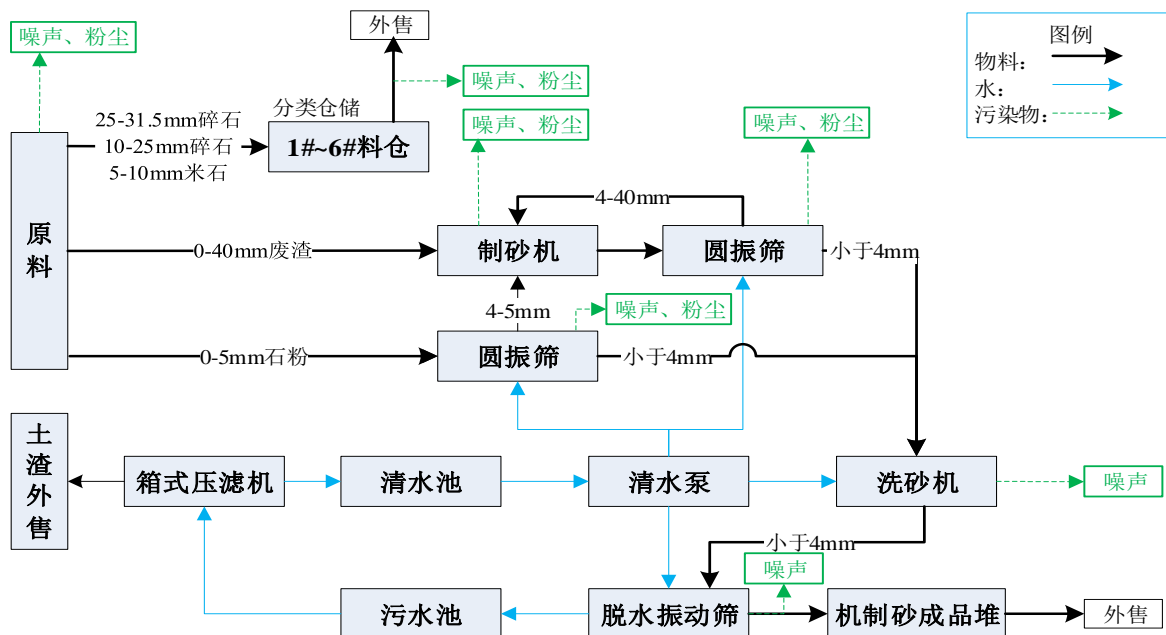 外售
图例
噪声、粉尘
物料：
水：
污染物：
噪声、粉尘
分类仓储
25-31.5mm碎石
10-25mm碎石
5-10mm米石
1#~6#料仓
噪声、粉尘
噪声、粉尘
4-40mm
原料
0-40mm废渣
制砂机
圆振筛
小于4mm
4-5mm
噪声、粉尘
0-5mm石粉
圆振筛
小于4mm
土渣外售
箱式压滤机
清水池
清水泵
洗砂机
噪声
小于4mm
噪声
污水池
脱水振动筛
机制砂成品堆
外售